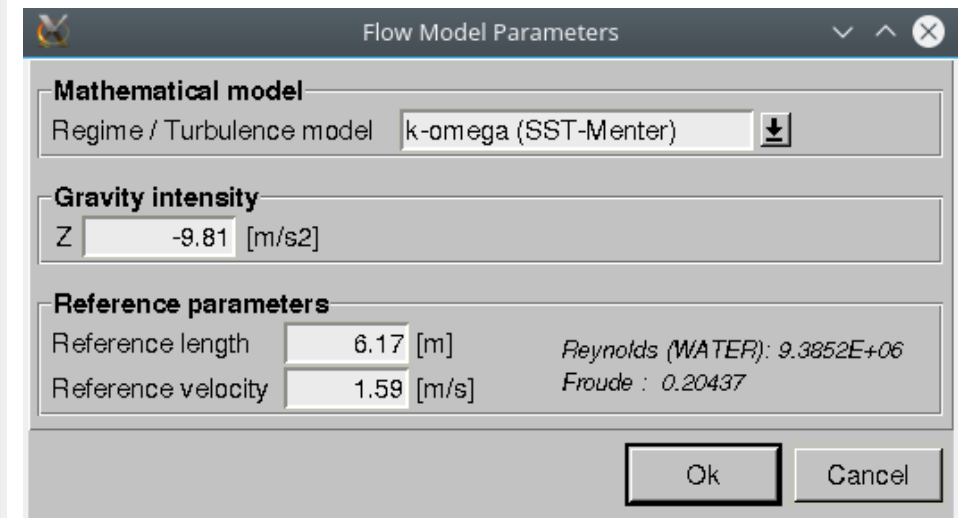 Flow Model Parameters
Mathematical model
Regime / Turbulence model k-omega (SST-Menter)
Gravity intensity
Z -9.81 [m/s2]
Reference parameters
Reference length 6.17 [m] Reynolds (WATER): 9.3852E+06
Reference velocity 1.59 [m/s] Froude : 0.20437
Ok Cancel